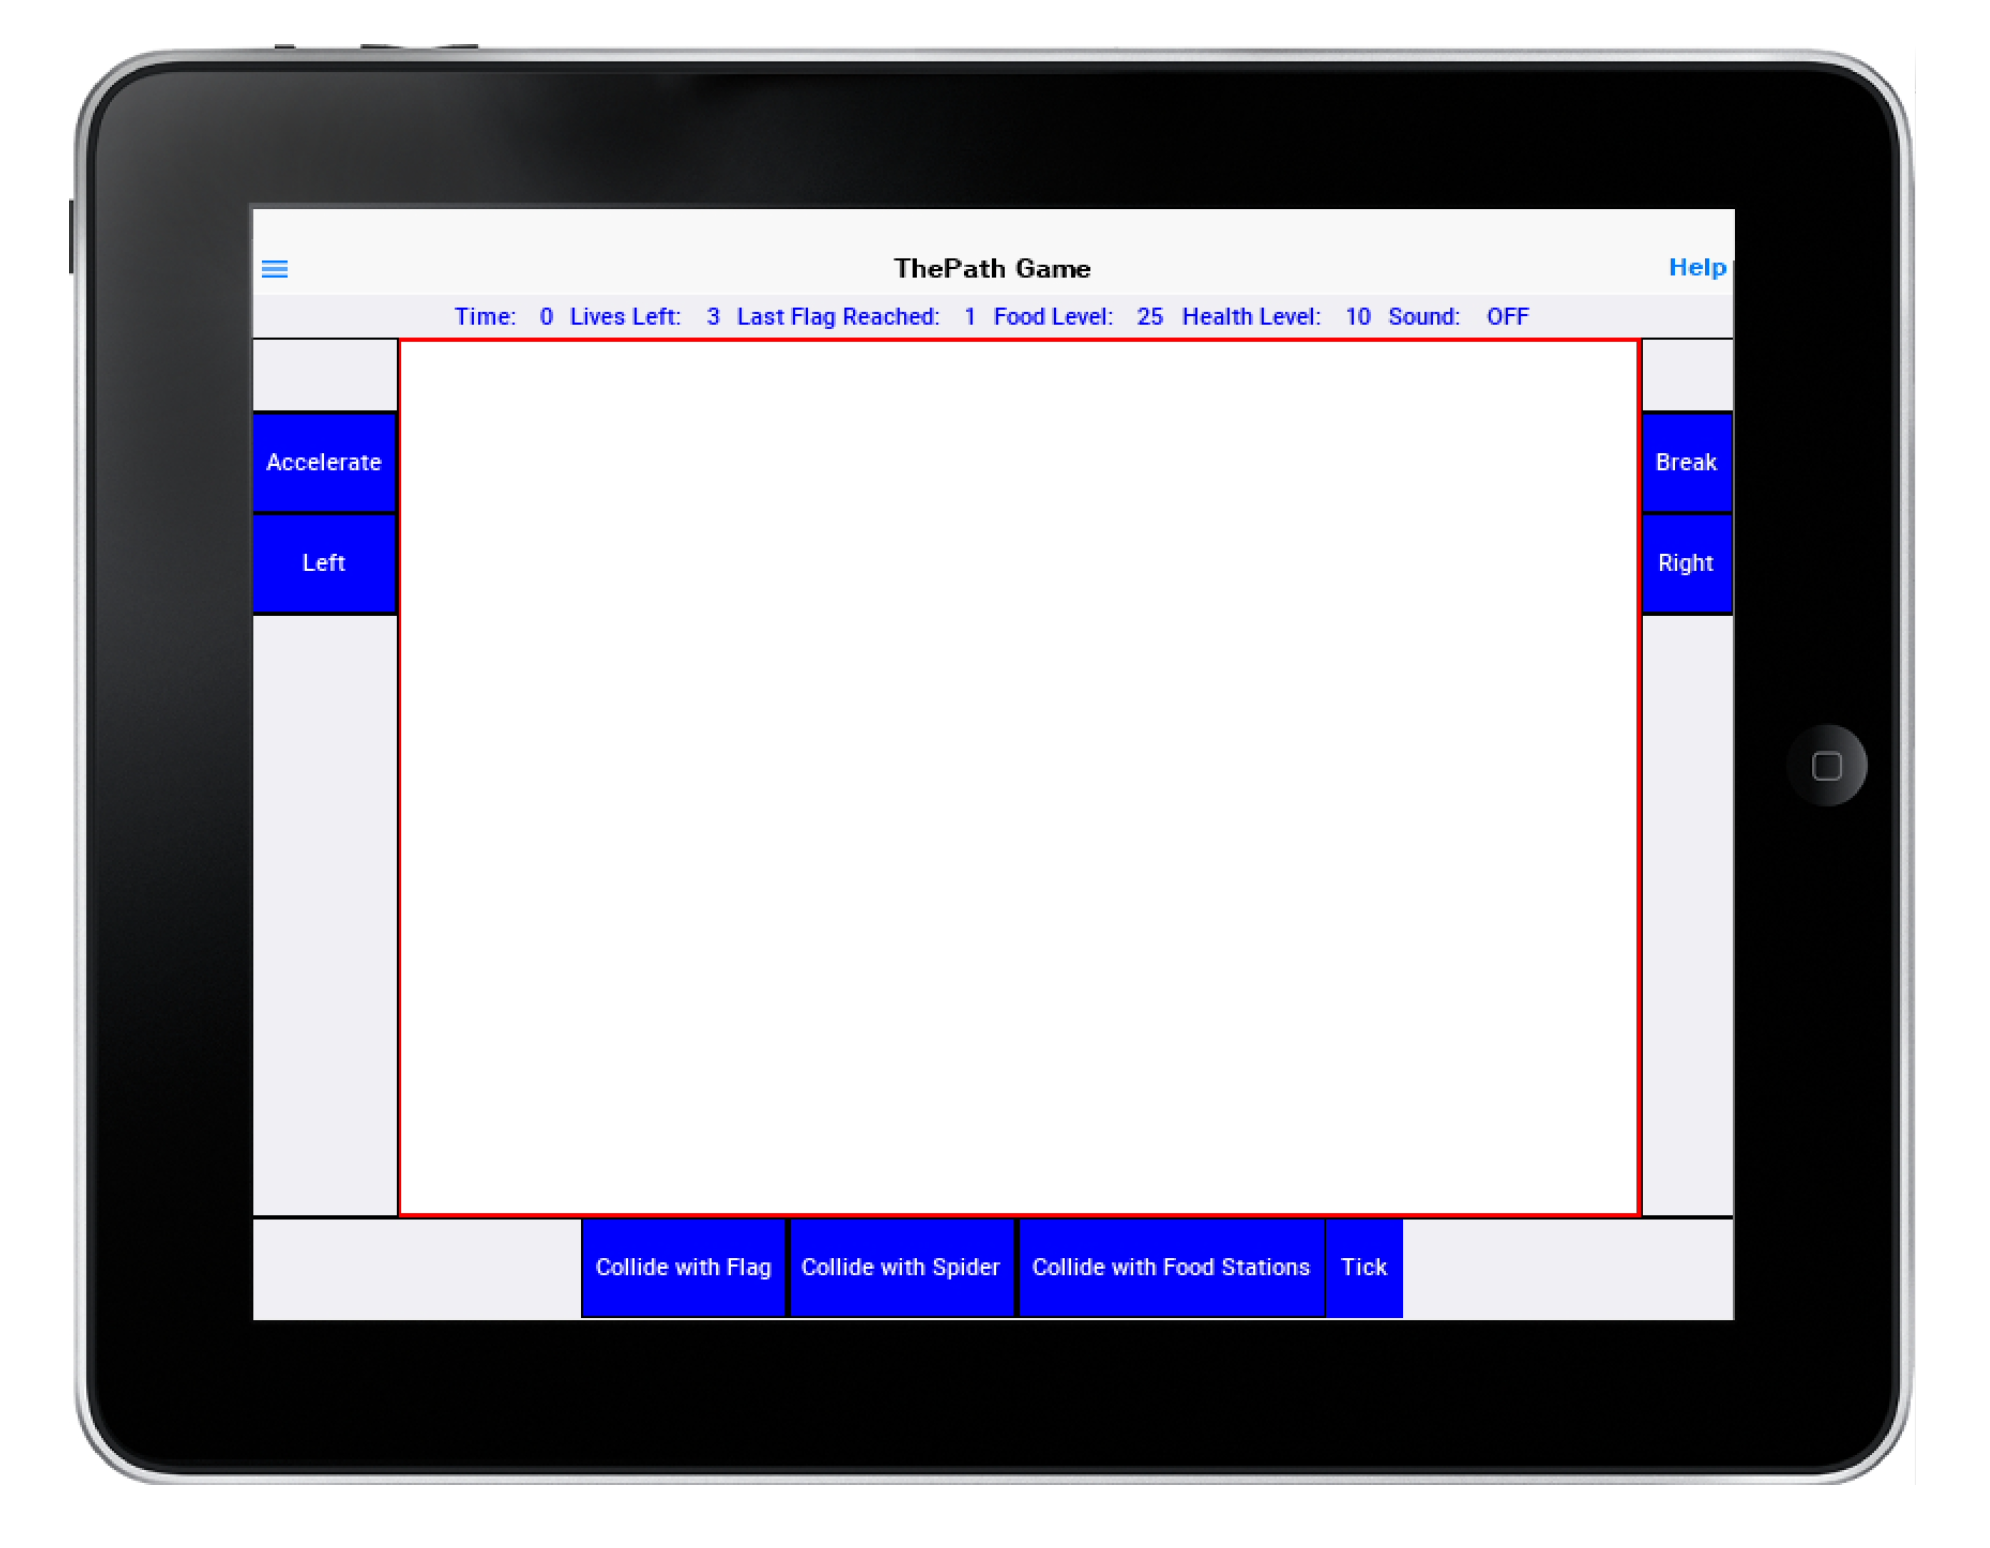 ThePath Game
Help
Time: 0 Lives Left: 3 Last Flag Reached: 1 Food Level: 25 Health Level: 10 Sound: OFF
Accelerate
Left
Break
Right
Collide with Flag
Collide with Spider
Collide with Food Stations
Tick